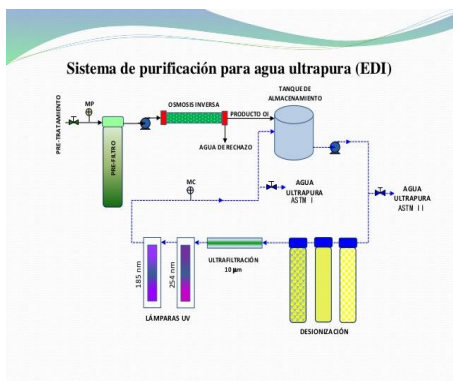 Sistema de purificación para agua ultrapura (EDI)
PRE-TRATAMIENTO
MP
PRE-FILTRO
OSMOSIS INVERSA
PRODUCTO OI
AGUA DE RECHAZO
TANQUE DE
ALMACENAMIENTO
MC
AGUA
ULTRAPURA
ASTM I
AGUA
ULTRAPURA
ASTM II
185 nm
254 nm
LÁMPARAS UV
ULTRAFILTRACIÓN
10 µm
DESIONIZACIÓN